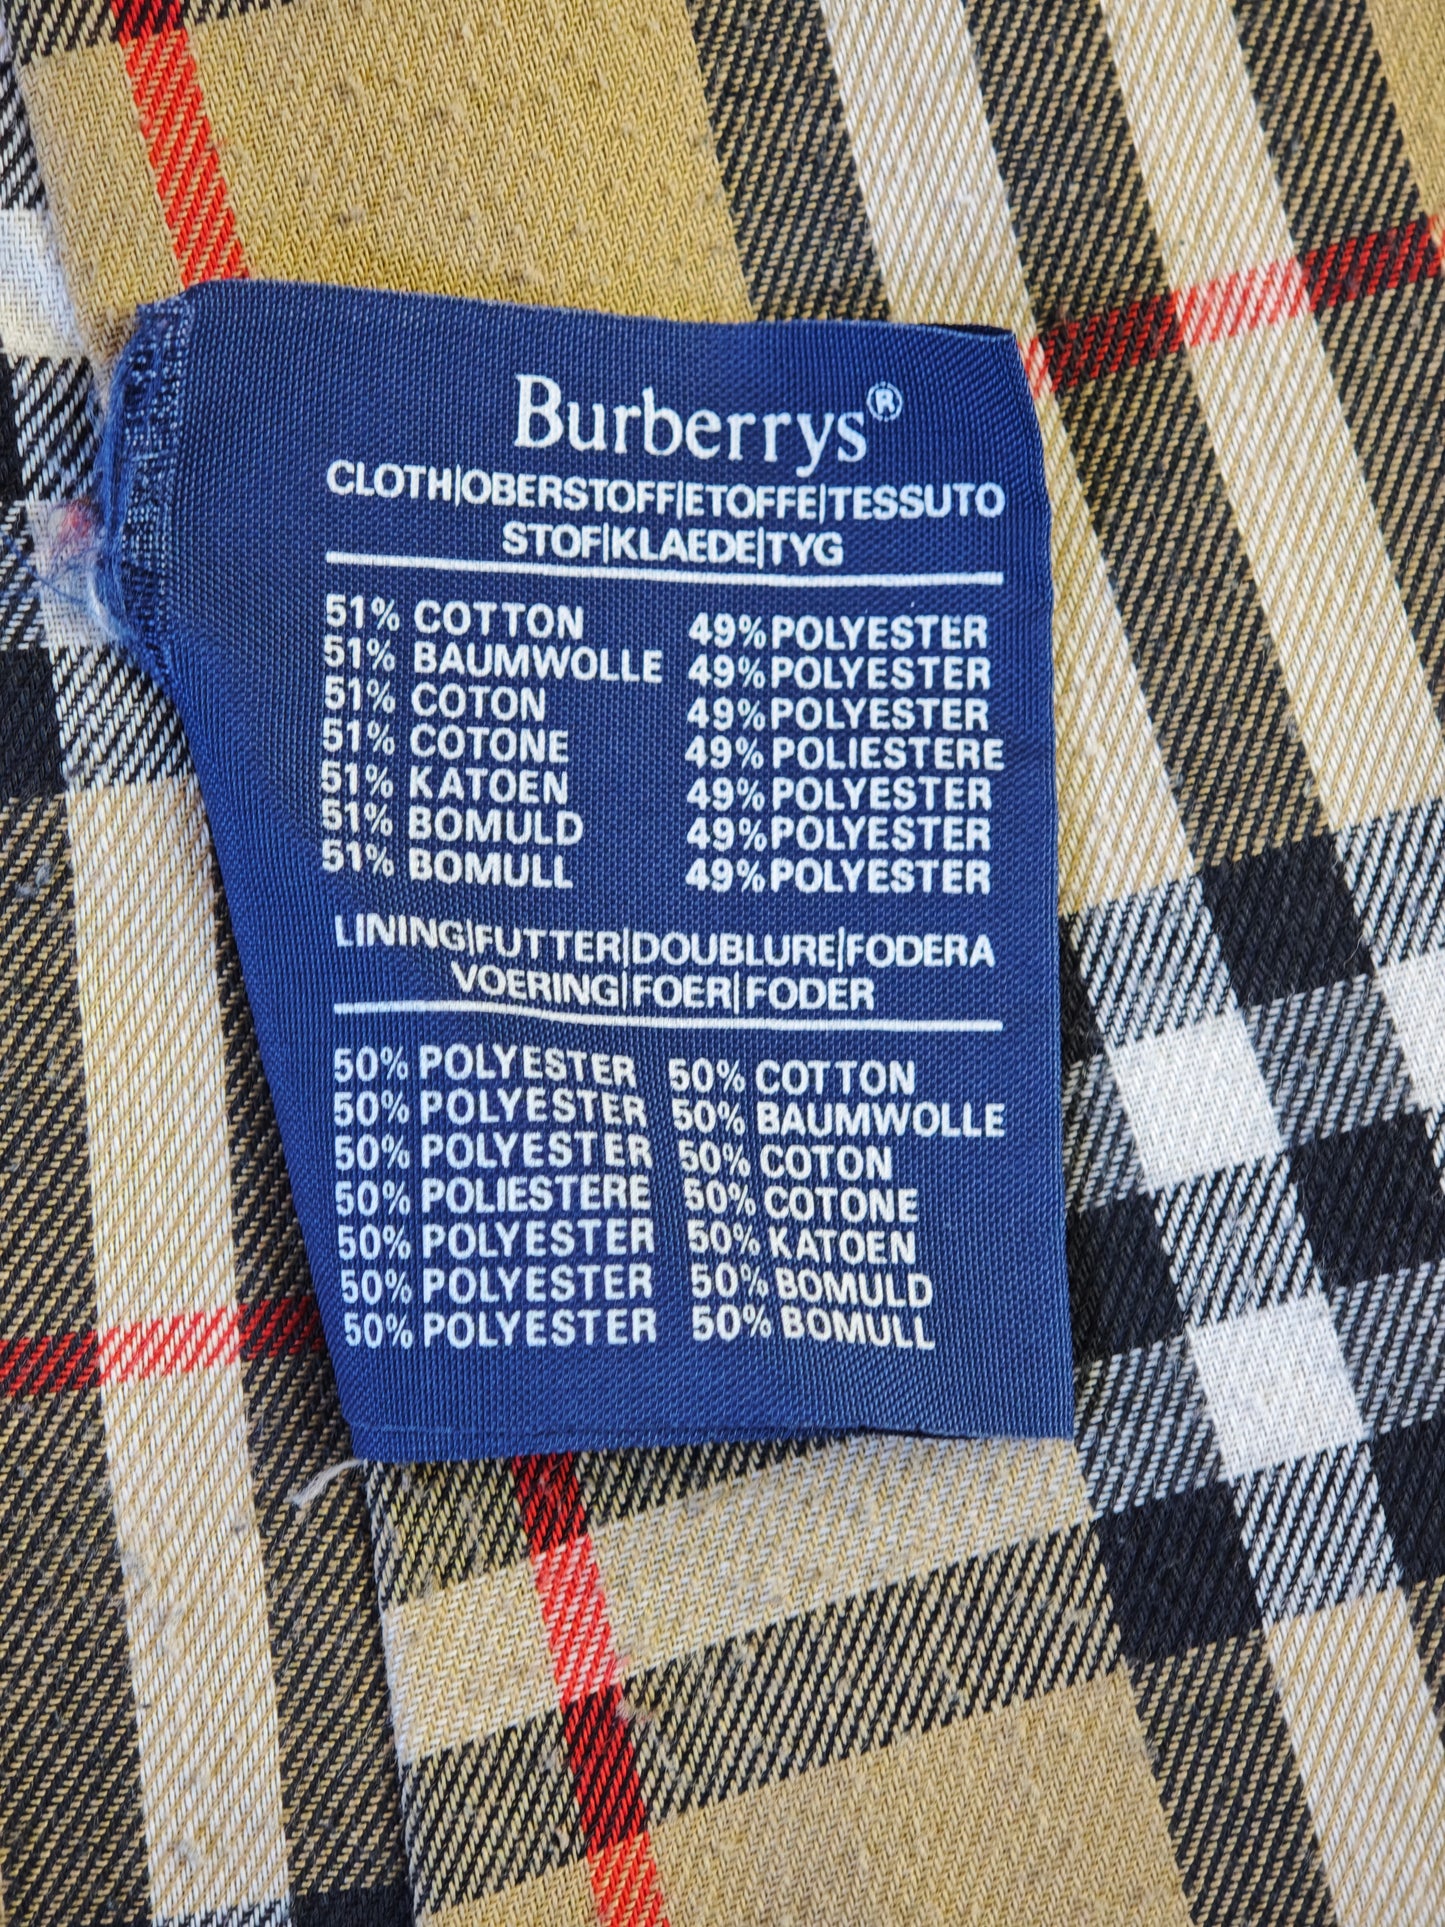 Burberrys®
CLOTH|OBERSTOFF|ETOFFE|TESSUTO
STOF|KLAEDE|TYG
51% COTTON 49% POLYESTER
51% BAUMWOLLE 49% POLYESTER
51% COTON 49% POLYESTER
51% COTONE 49% POLIESTERE
51% KATOEN 49% POLYESTER
51% BOMULD 49% POLYESTER
51% BOMULL 49% POLYESTER
LINING|FUTTER|DOUBLURE|FODERA
VOERING|FOER|FODER
50% POLYESTER 50% COTTON
50% POLYESTER 50% BAUMWOLLE
50% POLYESTER 50% COTON
50% POLIESTERE 50% COTONE
50% POLYESTER 50% KATOEN
50% POLYESTER 50% BOMULD
50% POLYESTER 50% BOMULL